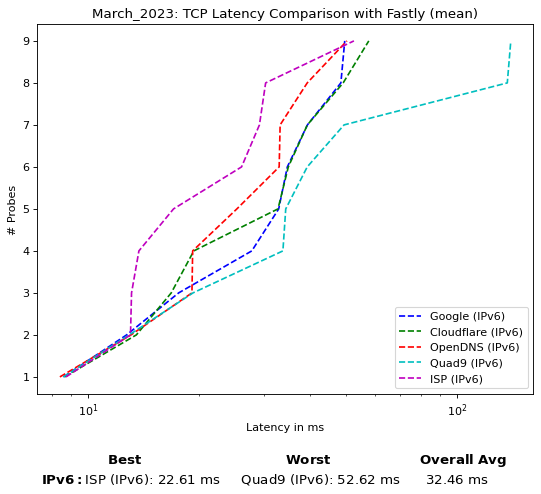 March_2023: TCP Latency Comparison with Fastly (mean)
# Probes
9
8
7
6
5
4
3
2
1
Google (IPv6)
Cloudflare (IPv6)
OpenDNS (IPv6)
Quad9 (IPv6)
ISP (IPv6)
10¹ 10²
Latency in ms
Best Worst Overall Avg
IPv6: ISP (IPv6): 22.61 ms Quad9 (IPv6): 52.62 ms 32.46 ms